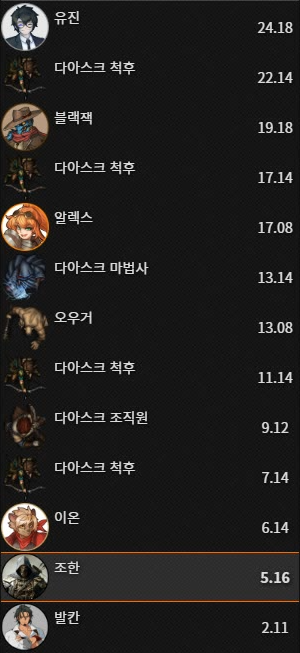 유진
24.18
다아스크 척후
22.14
블랙잭
19.18
다아스크 척후
17.14
알렉스
17.08
다아스크 마법사
13.14
오우거
13.08
다아스크 척후
11.14
다아스크 조직원
9.12
다아스크 척후
7.14
이온
6.14
조한
5.16
발칸
2.11